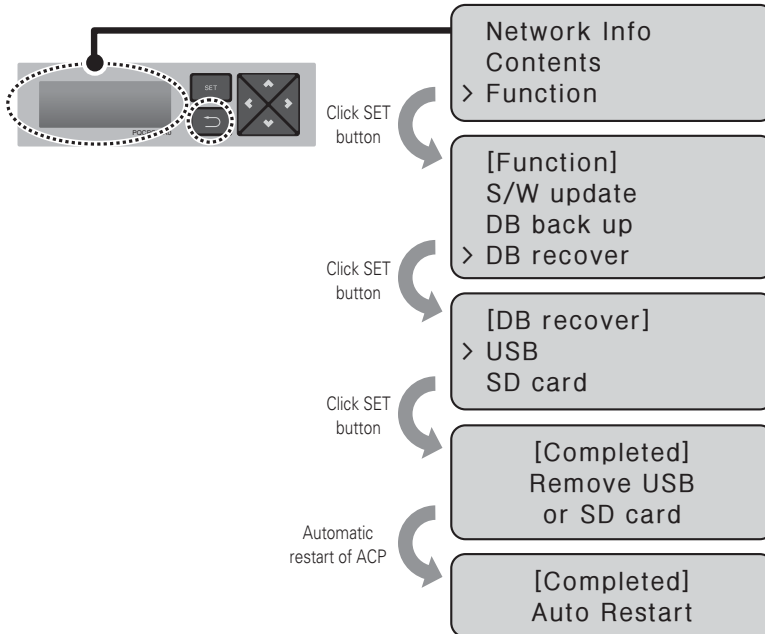 Network Info
Contents
> Function
SET
Click SET
button
[Function]
S/W update
DB back up
> DB recover
Click SET
button
[DB recover]
> USB
SD card
Click SET
button
[Completed]
Remove USB
or SD card
Automatic
restart of ACP
[Completed]
Auto Restart